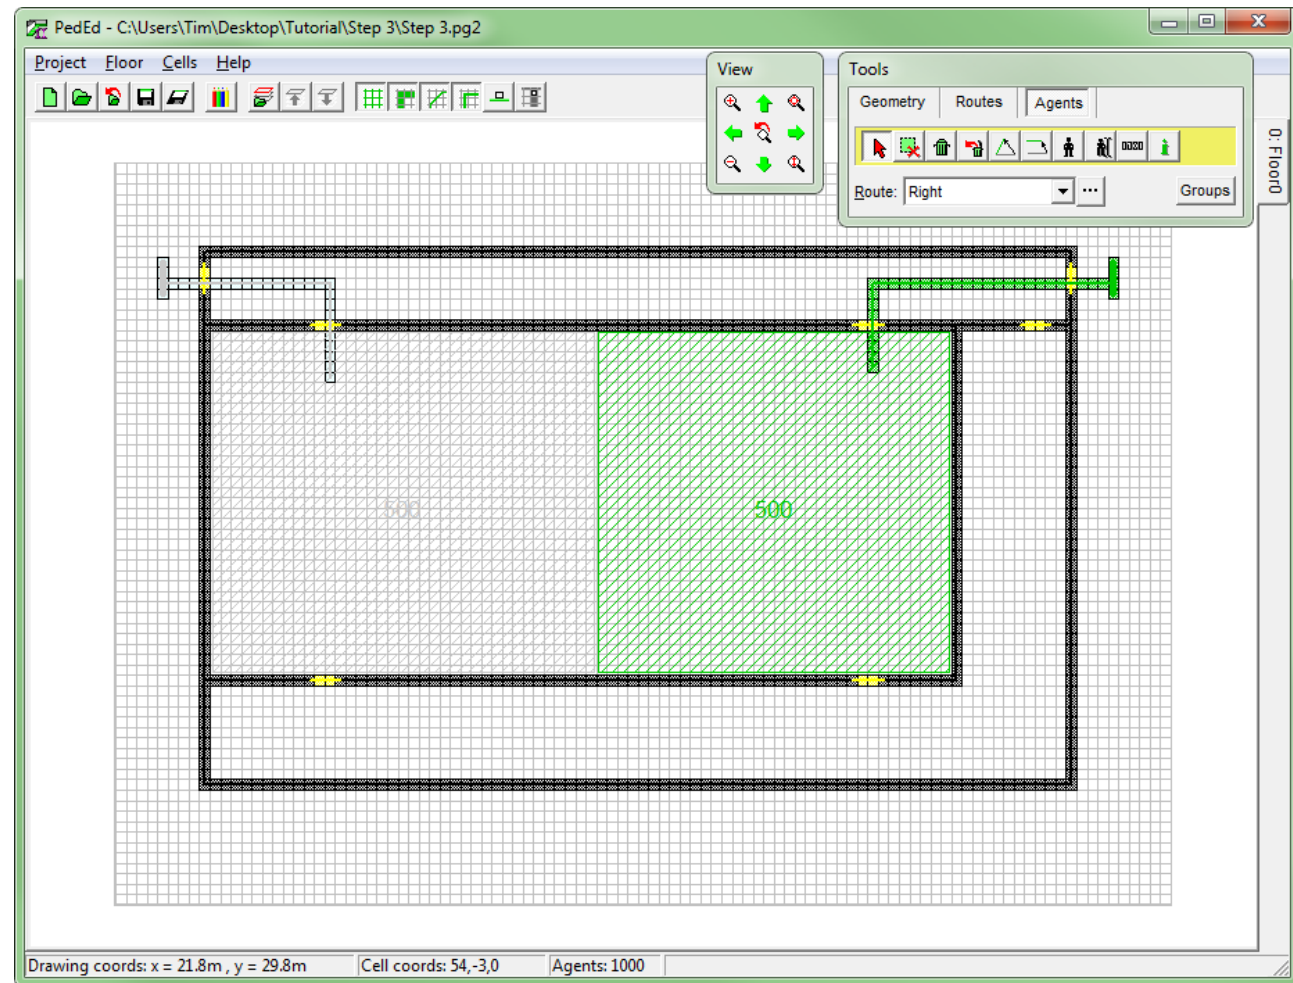 PedEd - C:\Users\Tim\Desktop\Tutorial\Step 3\Step 3.pg2
Project Floor Cells Help
View
Tools
Geometry Routes Agents
Route: Right
Groups
0: Floor0
500
500
Drawing coords: x = 21.8m , y = 29.8m Cell coords: 54,-3,0 Agents: 1000